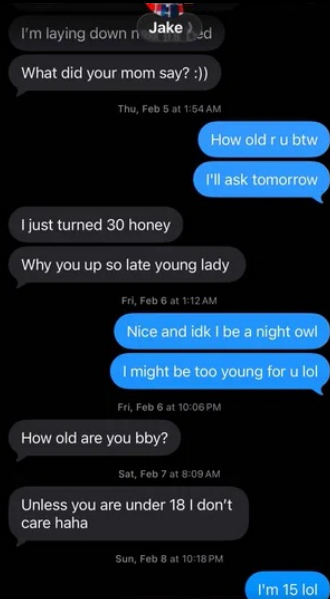 Jake
I'm laying down
What did your mom say? :))
Thu, Feb 5 at 1:54 AM
How old r u btw
I'll ask tomorrow
I just turned 30 honey
Why you up so late young lady
Fri, Feb 6 at 1:12 AM
Nice and idk I be a night owl
I might be too young for u lol
Fri, Feb 6 at 10:06 PM
How old are you bby?
Sat, Feb 7 at 8:09 AM
Unless you are under 18 I don't
care haha
Sun, Feb 8 at 10:18 PM
I'm 15 lol